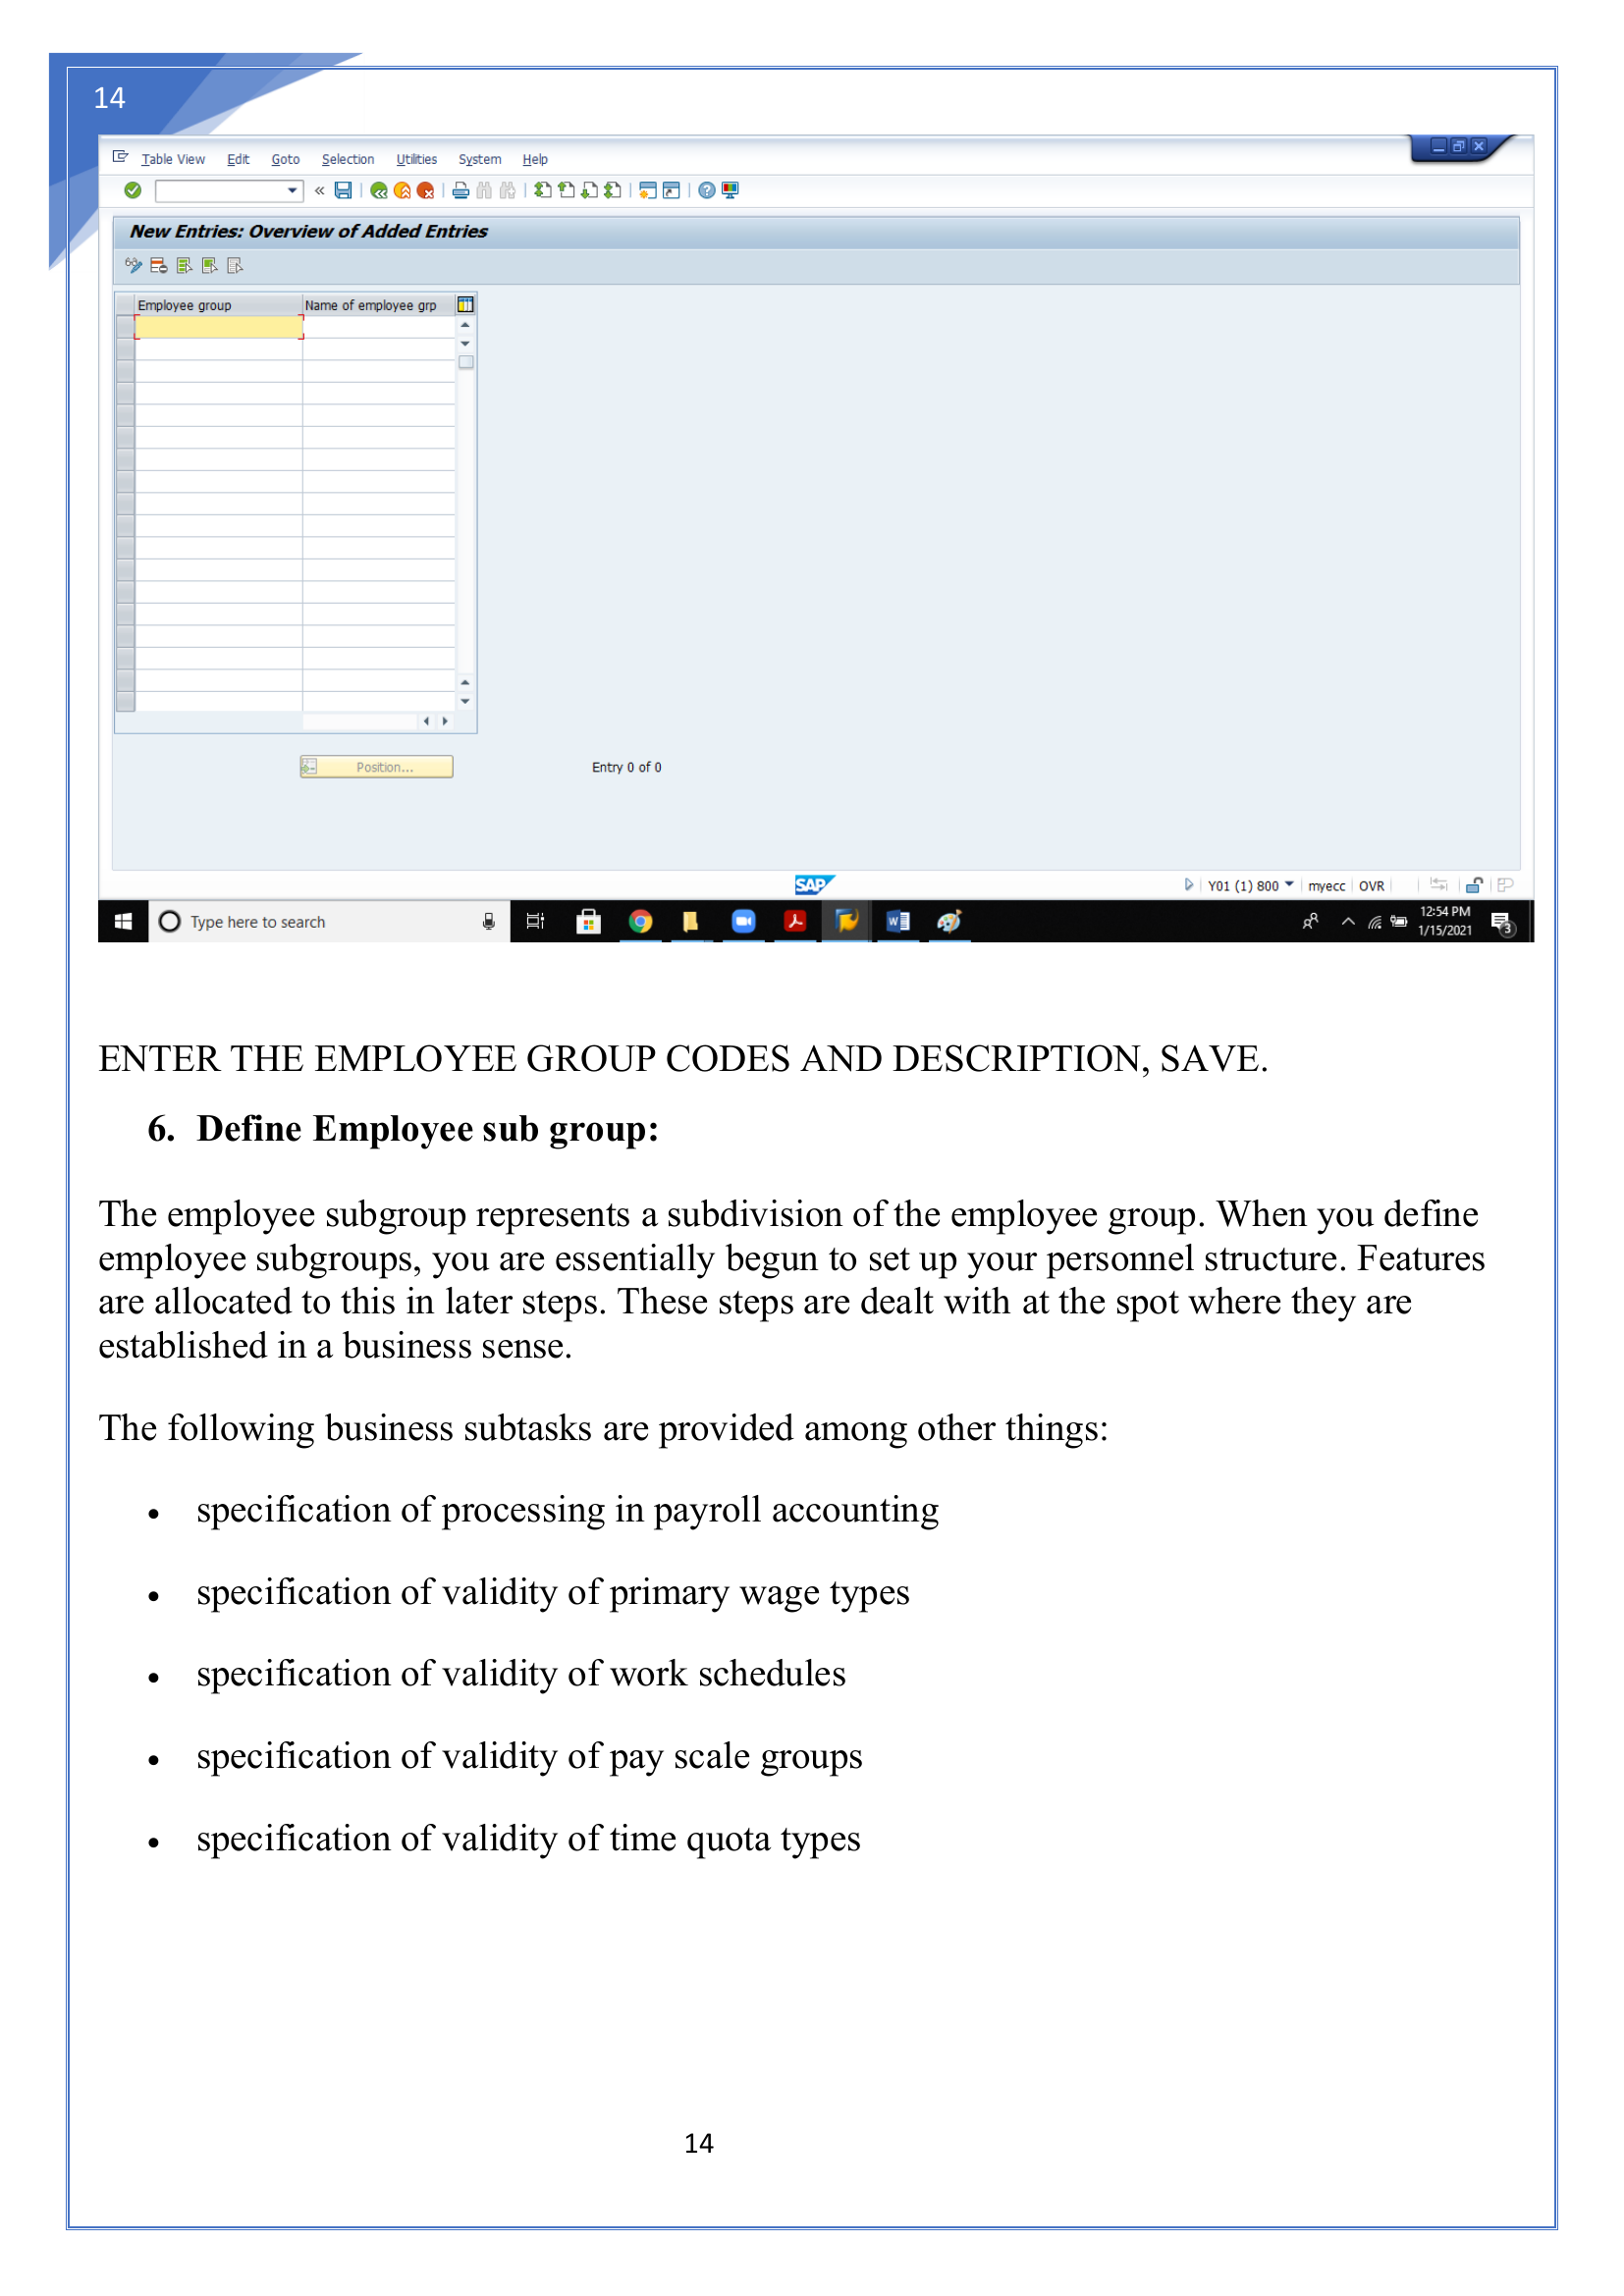 14
Table View Edit Goto Selection Utilities System Help
New Entries: Overview of Added Entries
Employee group Name of employee grp
Position... Entry 0 of 0
SAP Y01 (1) 800 myecc OVR
Type here to search 12:54 PM
1/15/2021
3
ENTER THE EMPLOYEE GROUP CODES AND DESCRIPTION, SAVE.
6. Define Employee sub group:
The employee subgroup represents a subdivision of the employee group. When you define
employee subgroups, you are essentially begun to set up your personnel structure. Features
are allocated to this in later steps. These steps are dealt with at the spot where they are
established in a business sense.
The following business subtasks are provided among other things:
• specification of processing in payroll accounting
• specification of validity of primary wage types
• specification of validity of work schedules
• specification of validity of pay scale groups
• specification of validity of time quota types
14